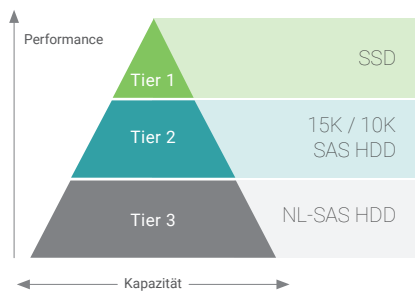 Performance
SSD
Tier 1
15K / 10K
SAS HDD
Tier 2
NL-SAS HDD
Tier 3
Kapazität